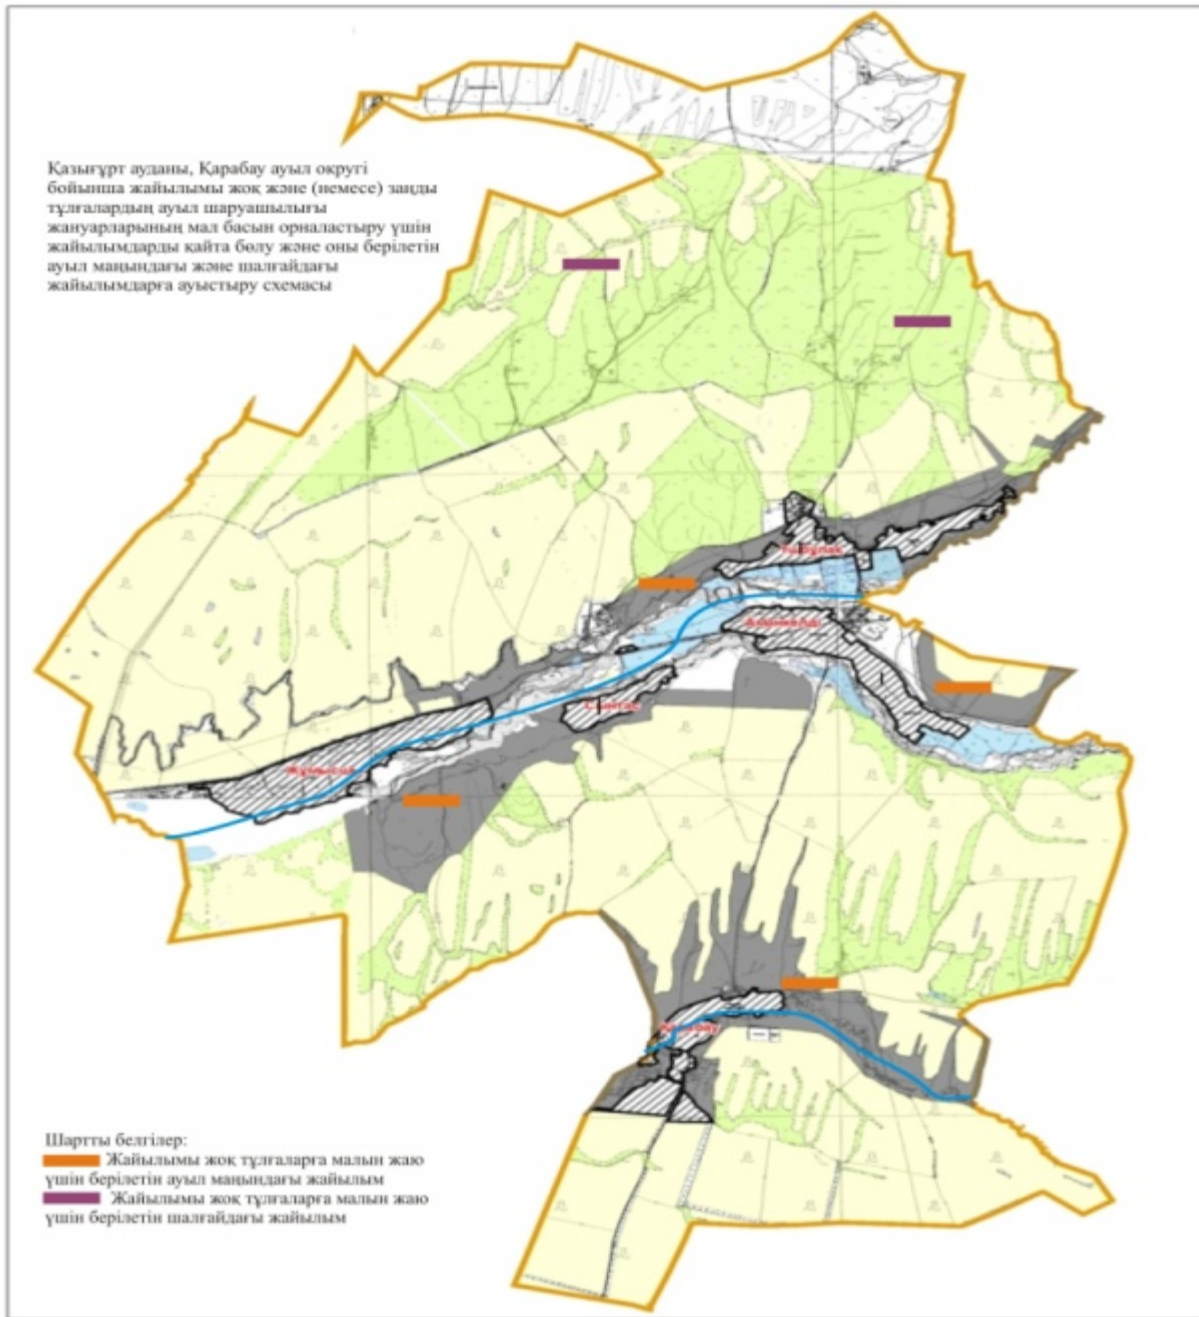 Қазығұрт ауданы, Қарабау ауыл округі
бойынша жайылымы жоқ және (немесе) заңды
тұлғалардың ауыл шаруашылығы
жануарларының мал басын орналастыру үшін
жайылымдарды қайта бөлу және оны берілетін
ауыл маңындағы және шалғайдағы
жайылымдарға ауыстыру схемасы
Шартты белгілер:
Жайылымы жоқ тұлғаларға малын жаю
үшін берілетін ауыл маңындағы жайылым
Жайылымы жоқ тұлғаларға малын жаю
үшін берілетін шалғайдағы жайылым